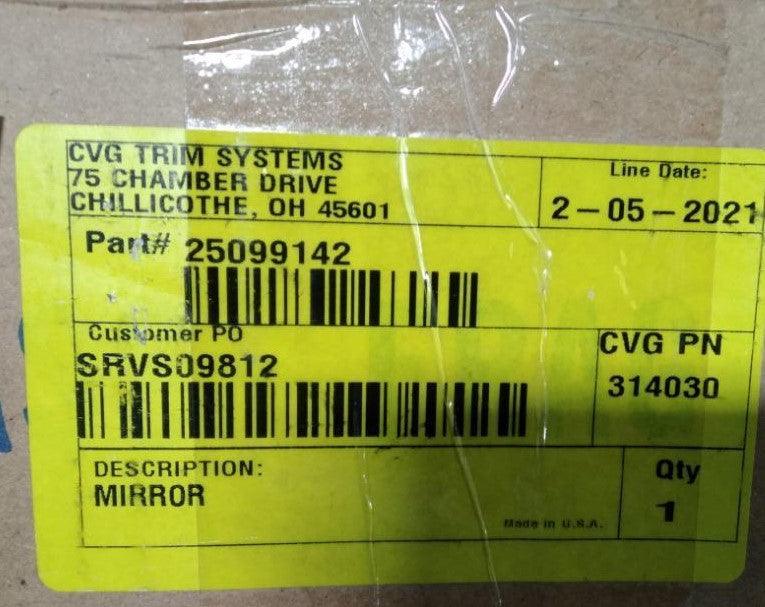 CVG TRIM SYSTEMS
75 CHAMBER DRIVE
CHILLICOTHE, OH 45601
Line Date:
2-05-2021
Part# 25099142
Customer PO
SRVS09812
CVG PN
314030
DESCRIPTION:
MIRROR
Made in U.S.A.
Qty
1